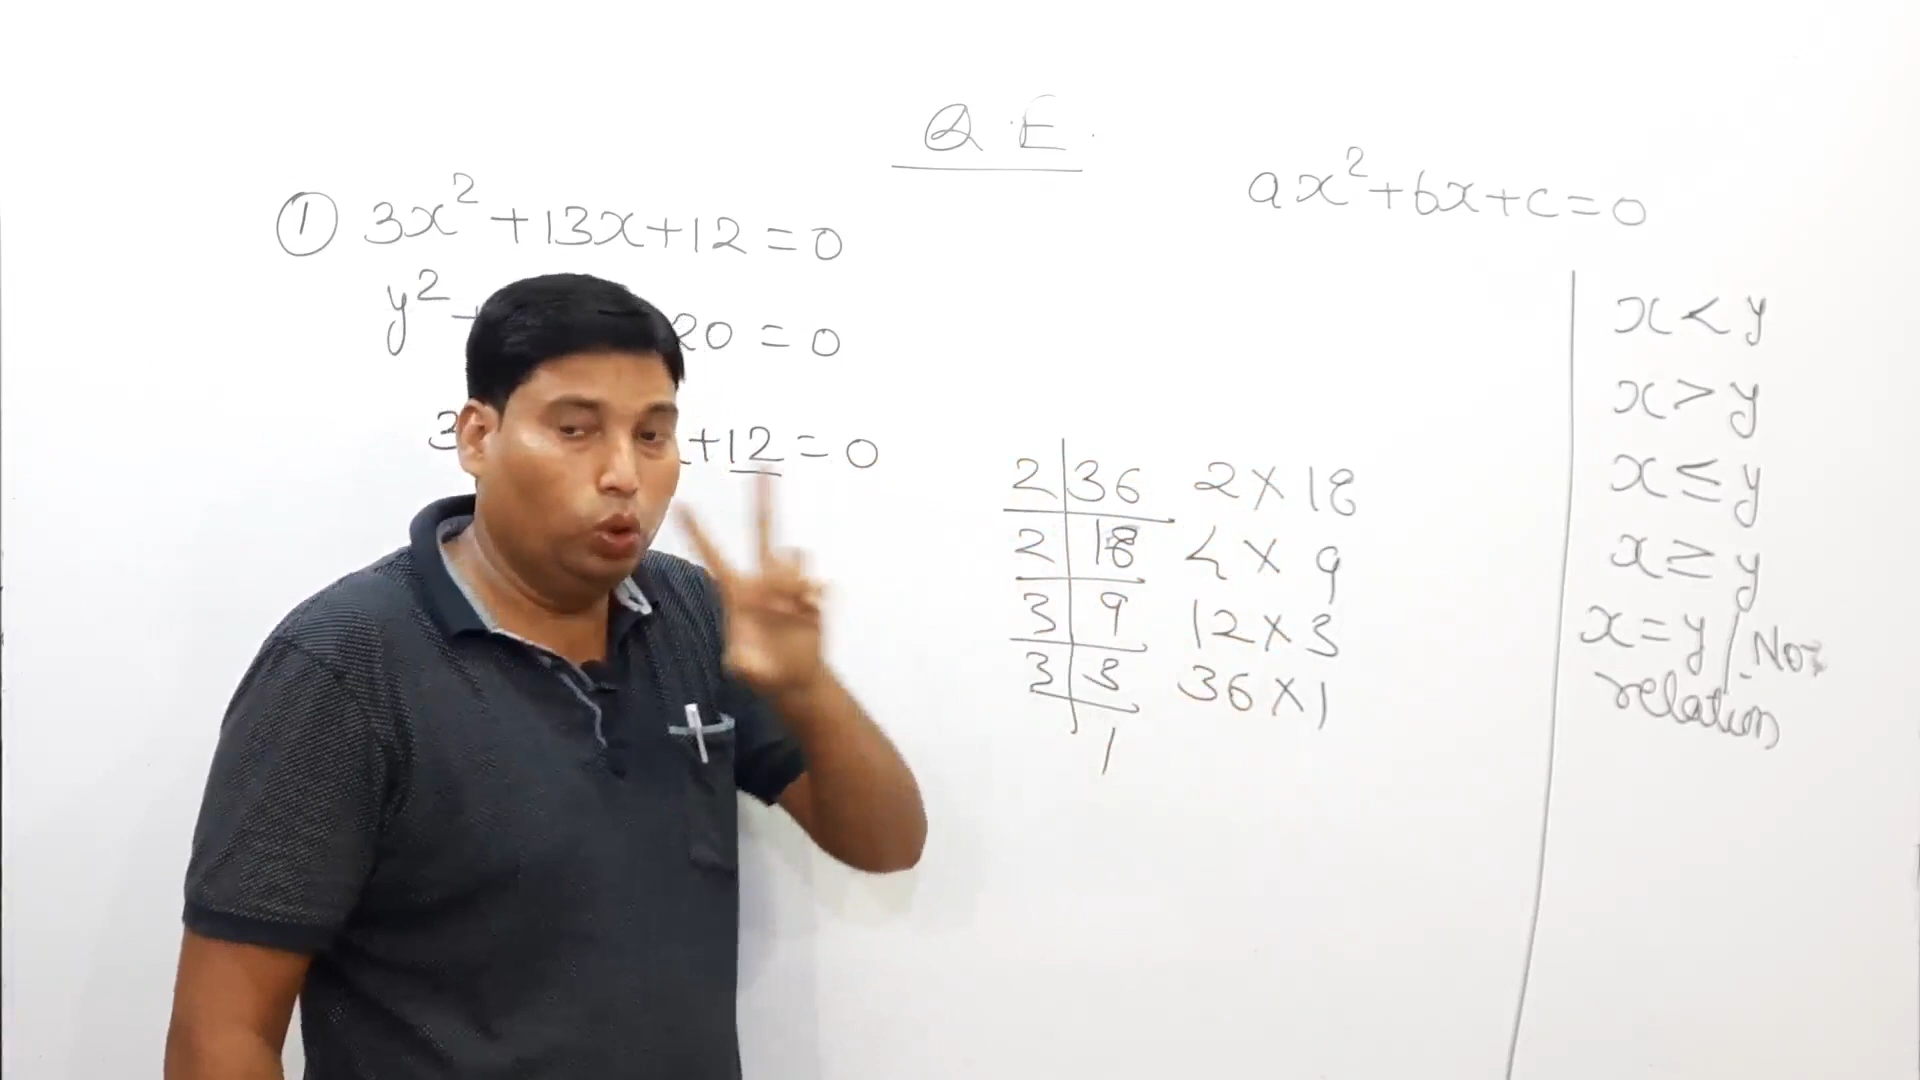 Q.E.
ax²+bx+c=0
① 3x²+13x+12=0
y²+ 20=0
3 +12=0
2 | 36 2×18
2 | 18 4×9
3 | 9 12×3
3 | 3 36×1
1
x<y
x>y
x≤y
x≥y
x=y/No
relation